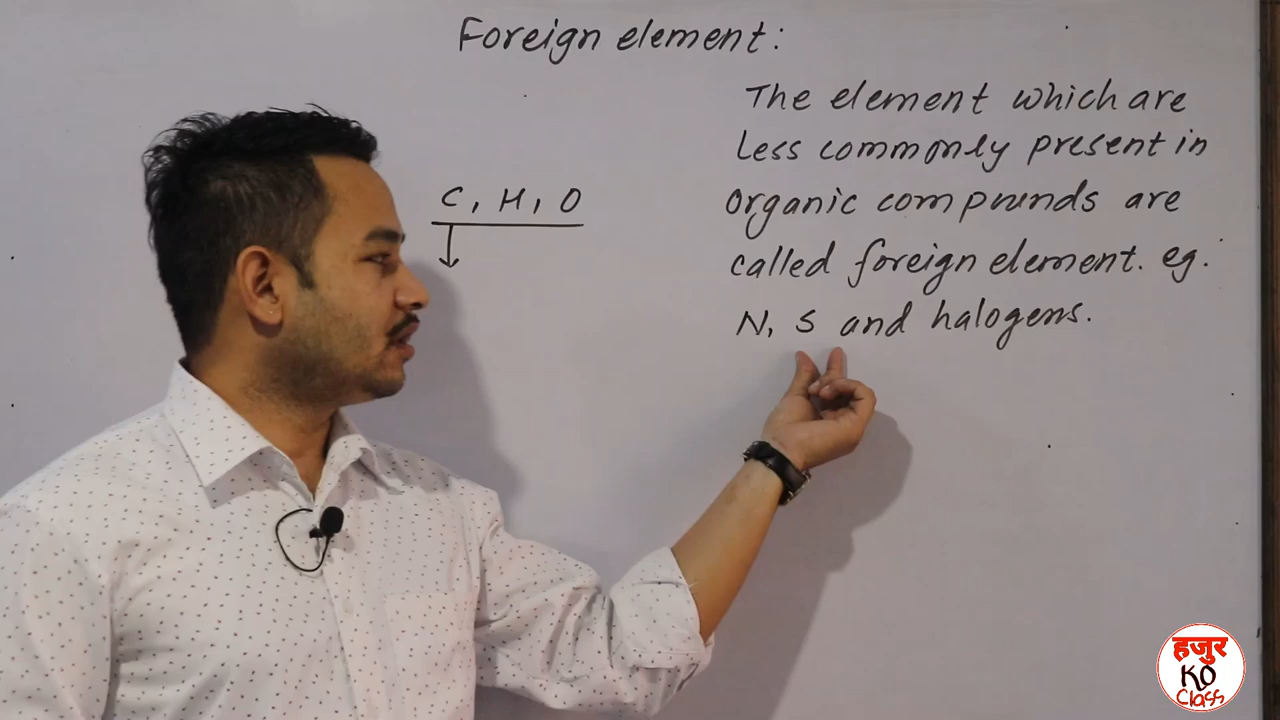 Foreign element:
The element which are
less commonly present in
C, H, O
organic compounds are
called foreign element. eg.
N, S and halogens.
हजुर
KO
Class